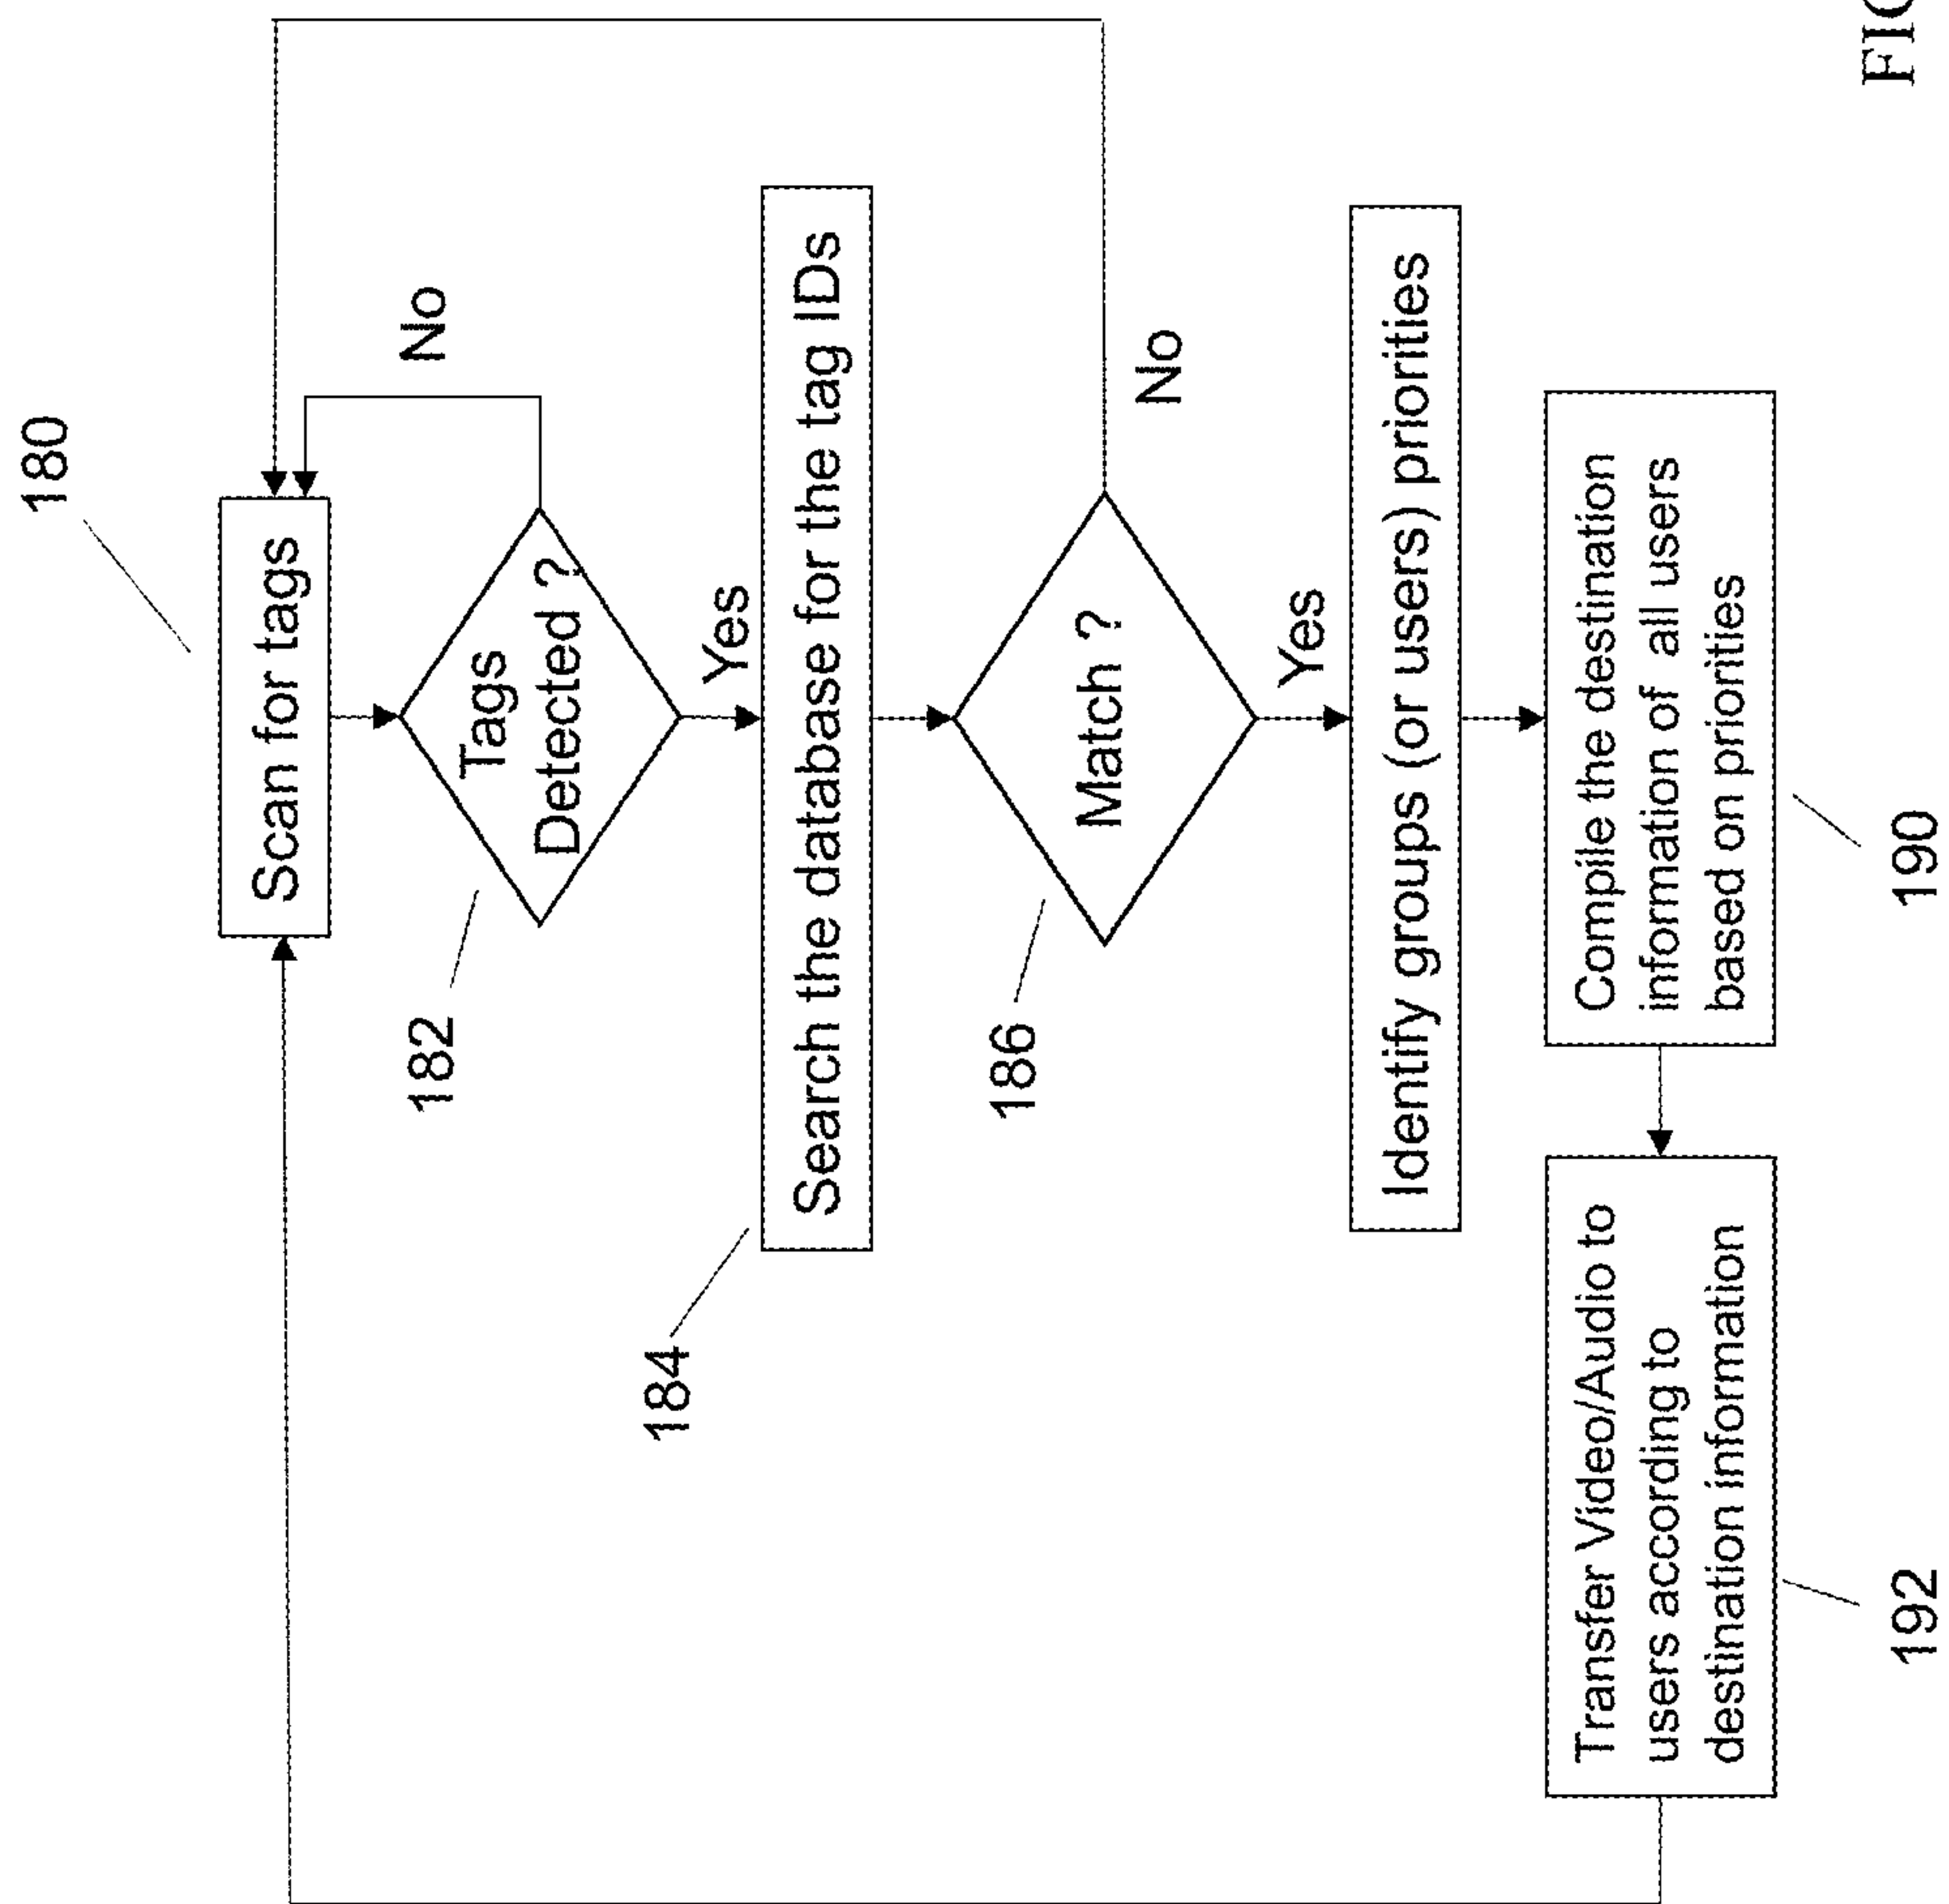 180
Scan for tags
No
Tags
Detected ?
182
Yes
184
Search the database for the tag IDs
186
Match ?
No
Yes
Identify groups (or users) priorities
Compile the destination
information of all users
based on priorities
190
Transfer Video/Audio to
users according to
destination information
192